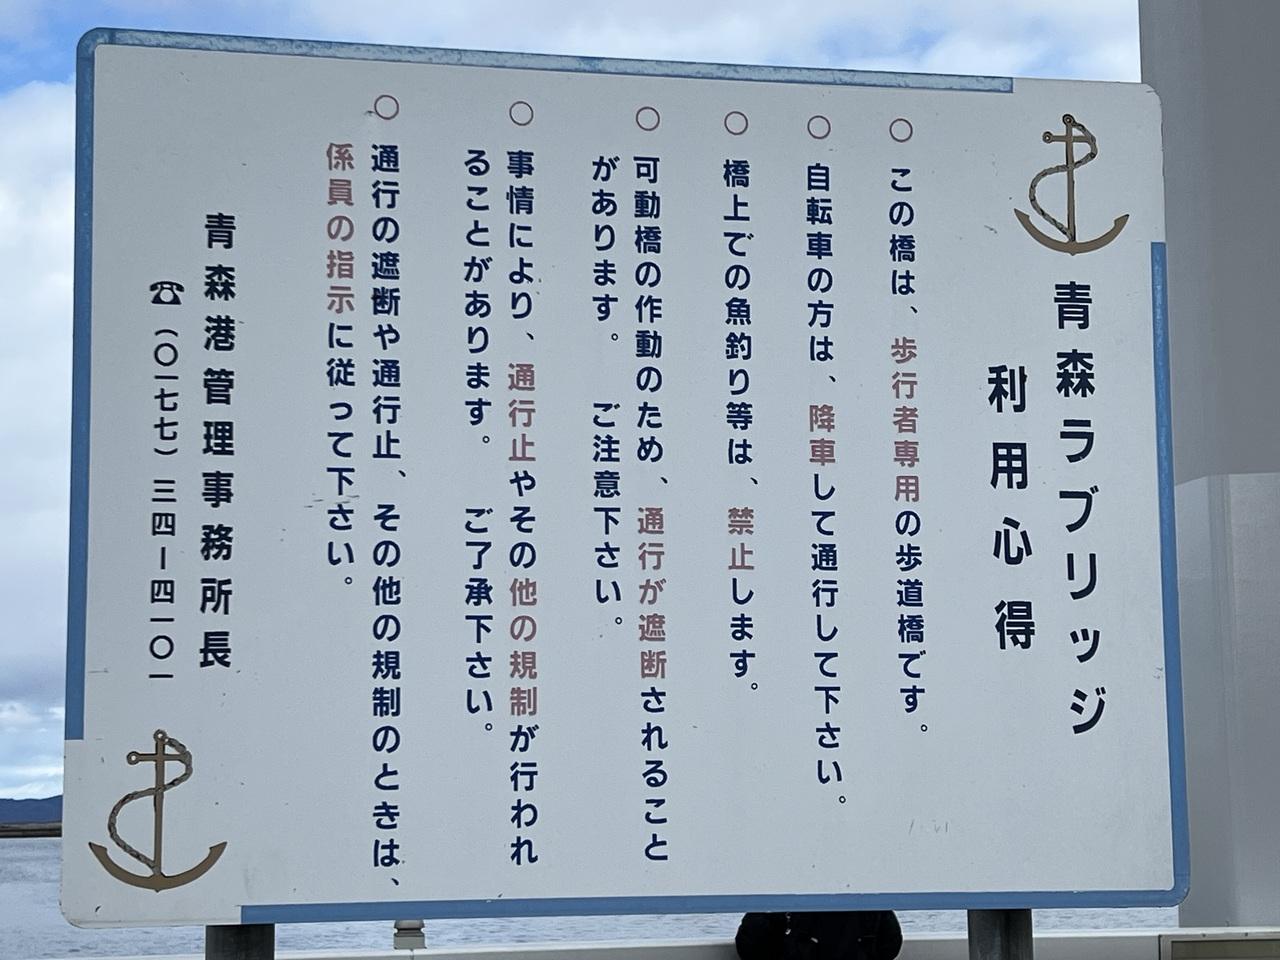 青森ラブリッジ
利用心得
○ この橋は、歩行者専用の歩道橋です。
○ 自転車の方は、降車して通行して下さい。
○ 橋上での魚釣り等は、禁止します。
○ 可動橋の作動のため、通行が遮断されること
があります。 ご注意下さい。
○ 事情により、通行止やその他の規制が行われ
ることがあります。 ご了承下さい。
○ 通行の遮断や通行止、その他の規制のときは、
係員の指示に従って下さい。
青森港管理事務所長
☎(〇一七七)三四ー四一〇一